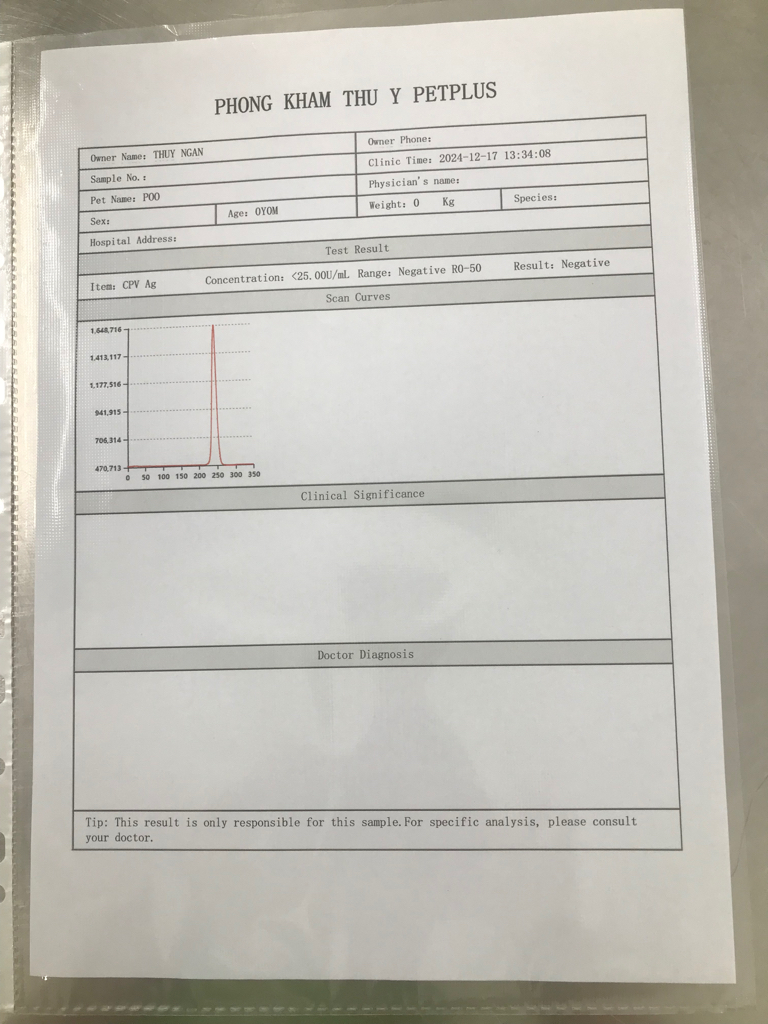 PHONG KHAM THU Y PETPLUS
Owner Name: THUY NGAN
Owner Phone:
Sample No.:
Clinic Time: 2024-12-17 13:34:08
Pet Name: POO
Physician's name:
Sex:
Age: 0Y0M
Weight: 0 Kg
Species:
Hospital Address:
Test Result
Item: CPV Ag Concentration: <25.00U/mL Range: Negative R0-50 Result: Negative
Scan Curves
1,648,716
1,413,117
1,177,516
941,915
706,314
470,713
0 50 100 150 200 250 300 350
Clinical Significance
Doctor Diagnosis
Tip: This result is only responsible for this sample.For specific analysis, please consult
your doctor.